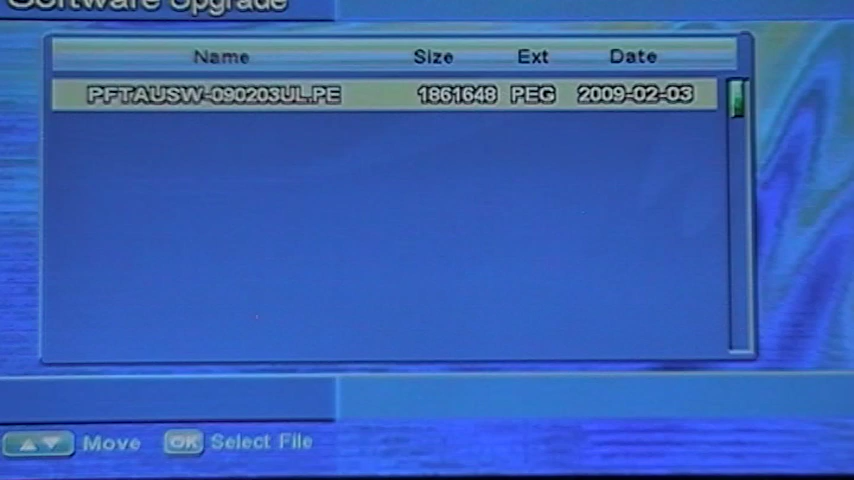 Software Upgrade
Name Size Ext Date
PFTAUSW-090203UL.PE 1861648 PEG 2009-02-03
Move OK Select File